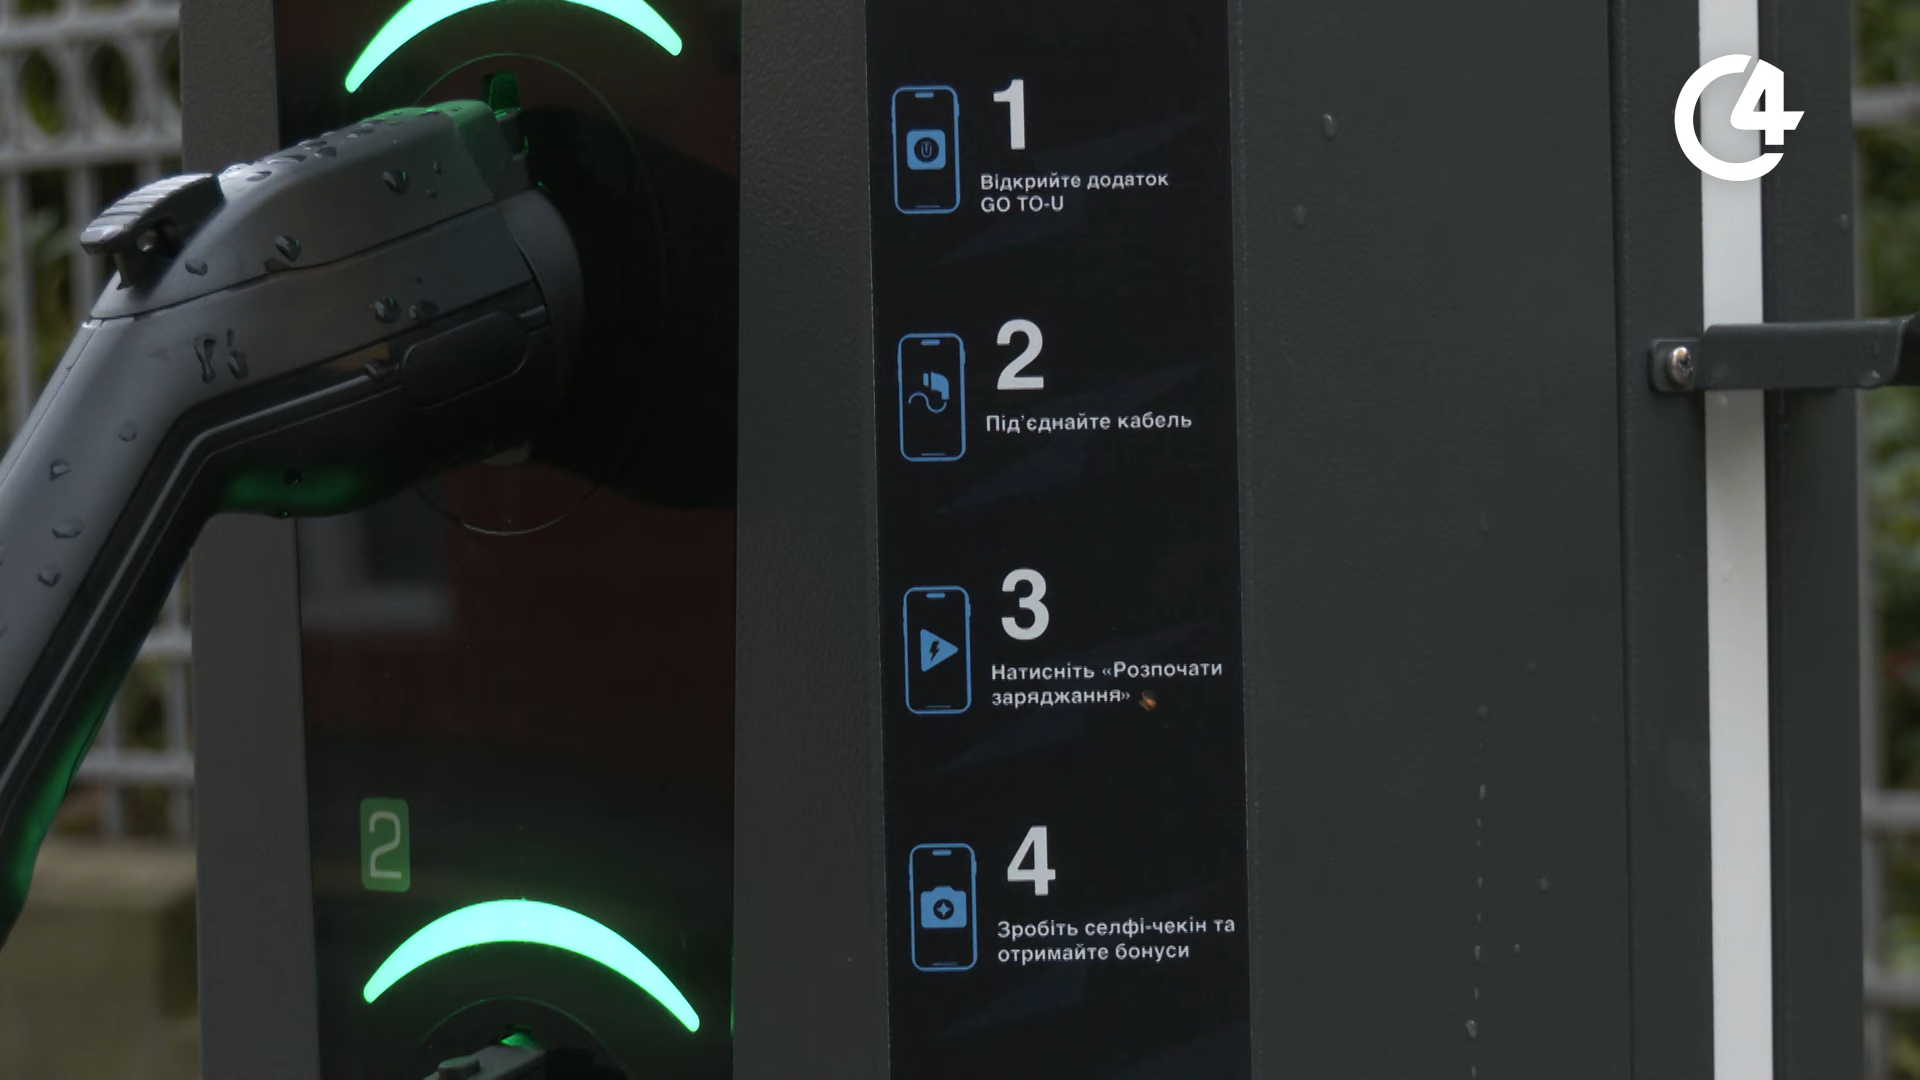 1
Відкрийте додаток
GO TO-U
2
Під'єднайте кабель
3
Натисніть «Розпочати
заряджання»
4
Зробіть селфі-чекін та
отримайте бонуси
2
C4